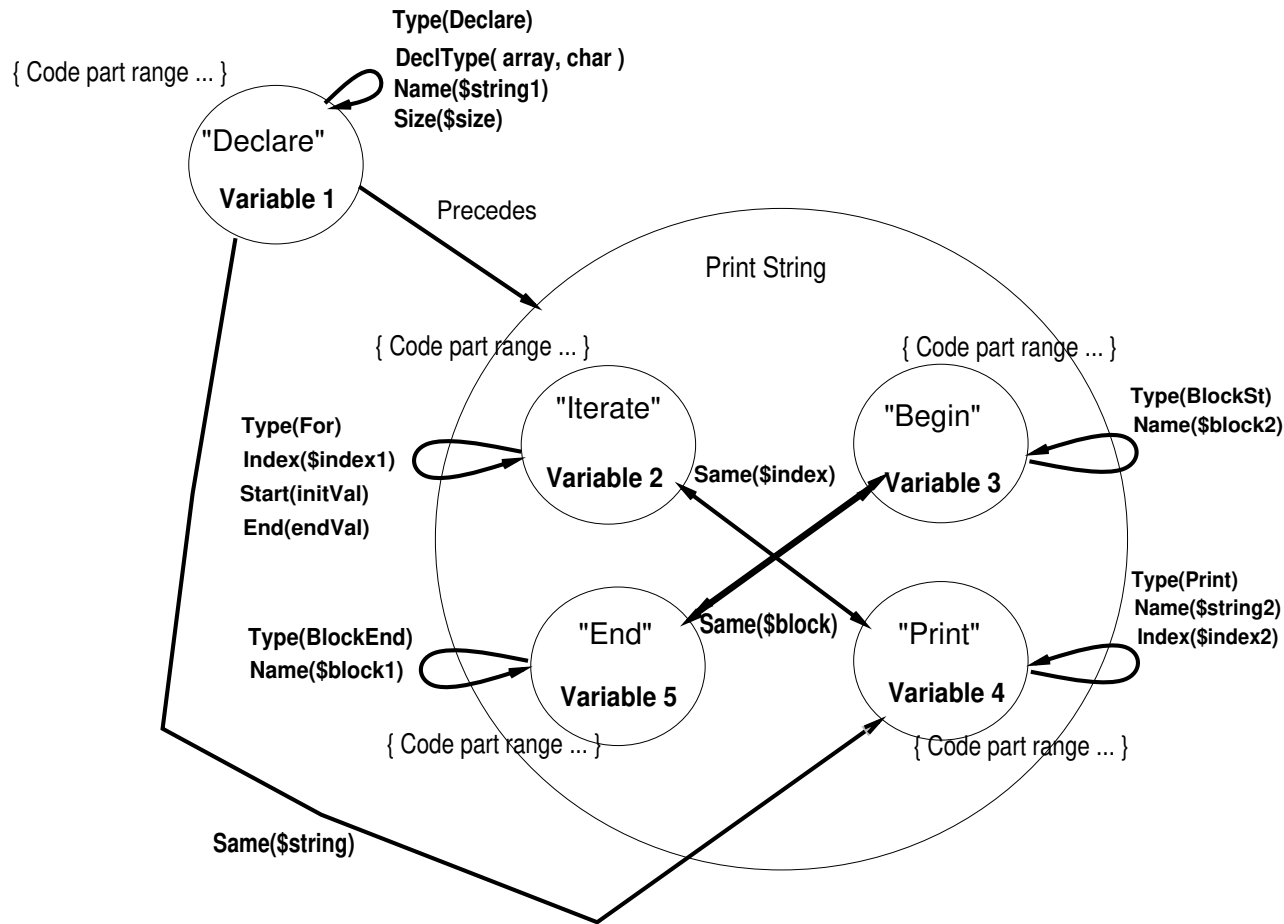 Type(Declare)
DeclType( array, char )
{ Code part range ... }
Name($string1)
Size($size)
"Declare"
Variable 1
Precedes
Print String
{ Code part range ... }
{ Code part range ... }
"Iterate"
"Begin"
Type(BlockSt)
Name($block2)
Type(For)
Index($index1)
Start(initVal)
End(endVal)
Variable 2
Same($index)
Variable 3
Type(BlockEnd)
Name($block1)
"End"
Same($block)
"Print"
Type(Print)
Name($string2)
Index($index2)
Variable 5
Variable 4
{ Code part range ... }
{ Code part range ... }
Same($string)